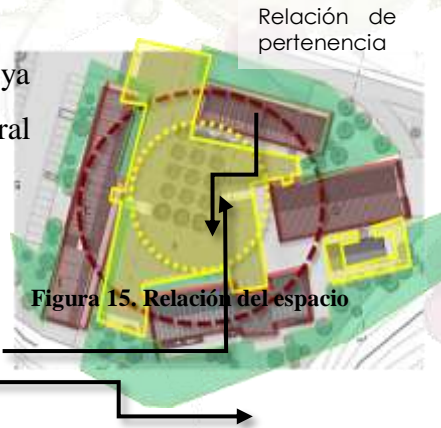 Relación de
pertenencia
ya
ral
Figura 15. Relación del espacio